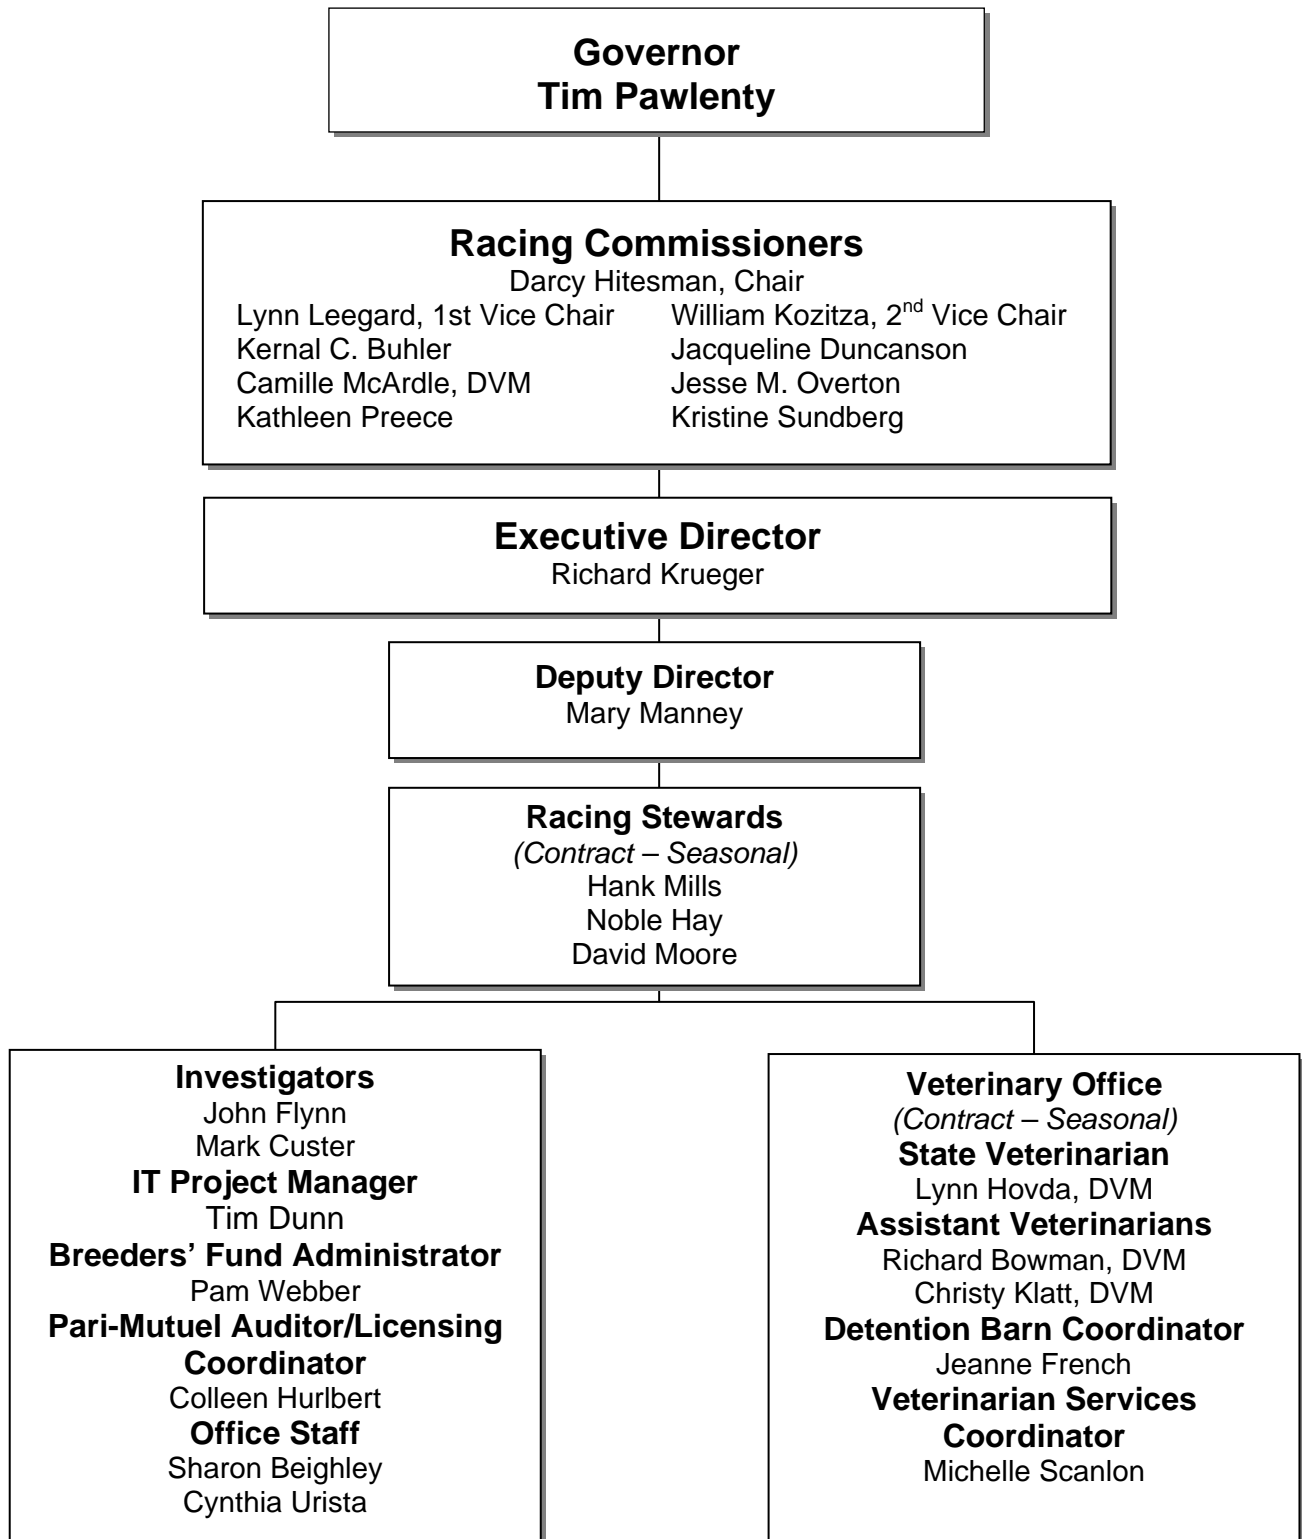 Governor
Tim Pawlenty
Racing Commissioners
Darcy Hitesman, Chair
Lynn Leegard, 1st Vice Chair William Kozitza, 2nd Vice Chair
Kernal C. Buhler Jacqueline Duncanson
Camille McArdle, DVM Jesse M. Overton
Kathleen Preece Kristine Sundberg
Executive Director
Richard Krueger
Deputy Director
Mary Manney
Racing Stewards
(Contract – Seasonal)
Hank Mills
Noble Hay
David Moore
Investigators
John Flynn
Mark Custer
IT Project Manager
Tim Dunn
Breeders’ Fund Administrator
Pam Webber
Pari-Mutuel Auditor/Licensing
Coordinator
Colleen Hurlbert
Office Staff
Sharon Beighley
Cynthia Urista
Veterinary Office
(Contract – Seasonal)
State Veterinarian
Lynn Hovda, DVM
Assistant Veterinarians
Richard Bowman, DVM
Christy Klatt, DVM
Detention Barn Coordinator
Jeanne French
Veterinarian Services
Coordinator
Michelle Scanlon